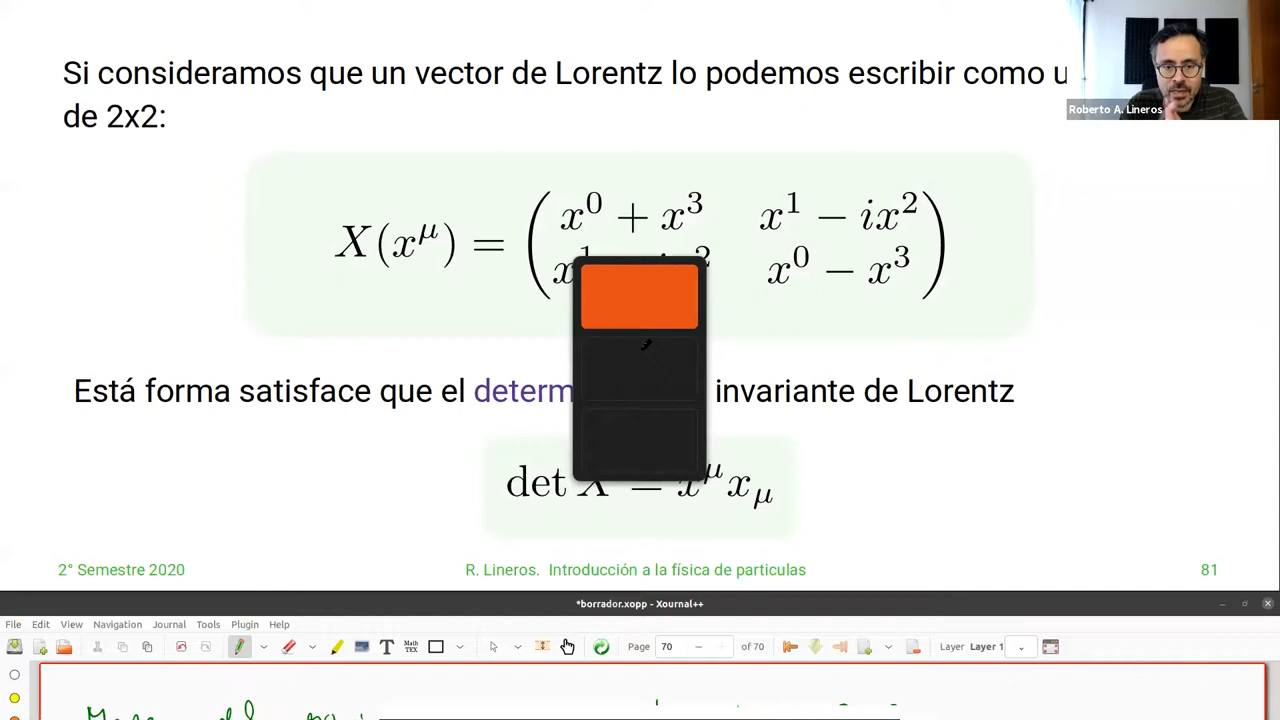 Si consideramos que un vector de Lorentz lo podemos escribir como
de 2x2:
Roberto A. Lineros
X(x^μ) = ( x^0 + x^3   x^1 − ix^2
x^0 − x^3 )
Está forma satisface que el invariante de Lorentz
det X = x^μ x_μ
2° Semestre 2020 R. Lineros. Introducción a la física de particulas 81
*borrador.xopp - Xournal++
File Edit View Navigation Journal Tools Plugin Help
T Math TEX Page 70 of 70 Layer Layer 1